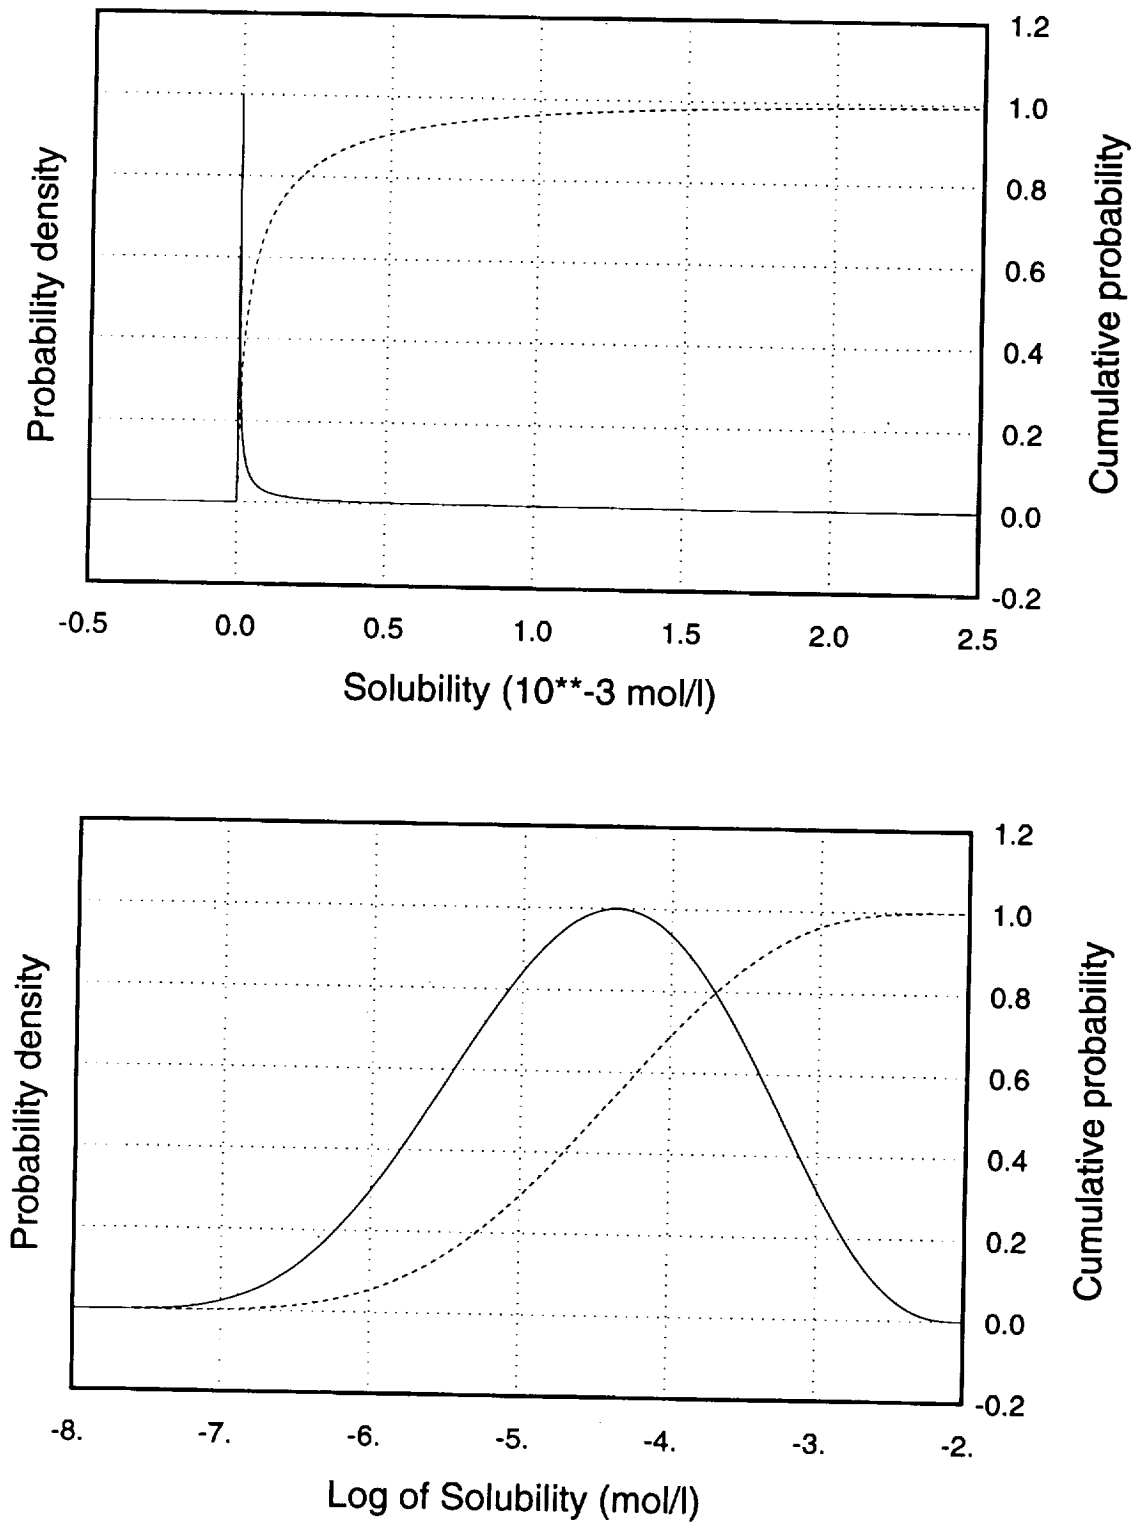 1.2
1.0
0.8
0.6
0.4
0.2
0.0
-0.2
Probability density
Cumulative probability
-0.5 0.0 0.5 1.0 1.5 2.0 2.5
Solubility (10**-3 mol/l)
1.2
1.0
0.8
0.6
0.4
0.2
0.0
-0.2
Probability density
Cumulative probability
-8. -7. -6. -5. -4. -3. -2.
Log of Solubility (mol/l)